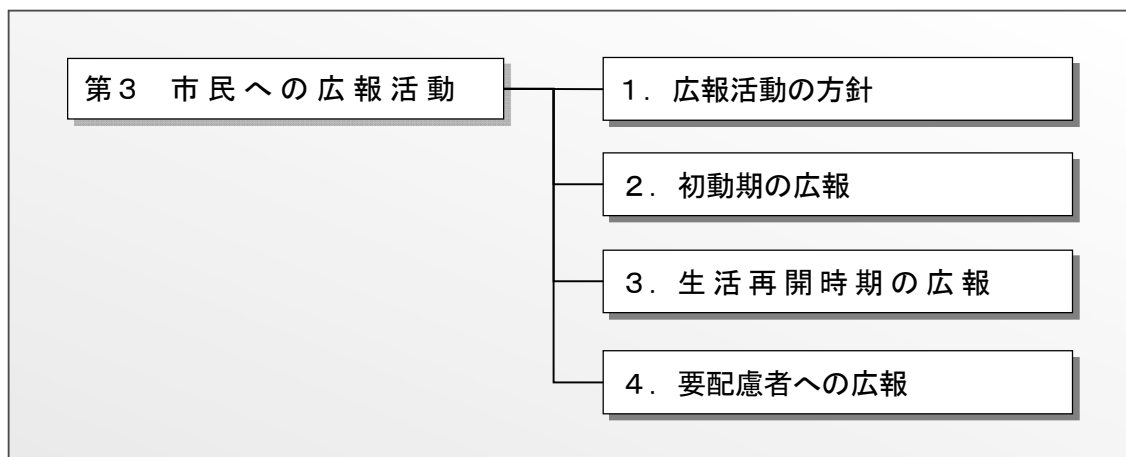 第３　市民への広報活動
１．広報活動の方針
２．初動期の広報
３．生活再開時期の広報
４．要配慮者への広報